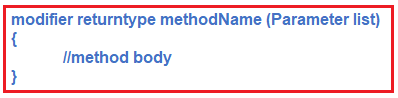 modifier returntype methodName (Parameter list)
{
//method body
}